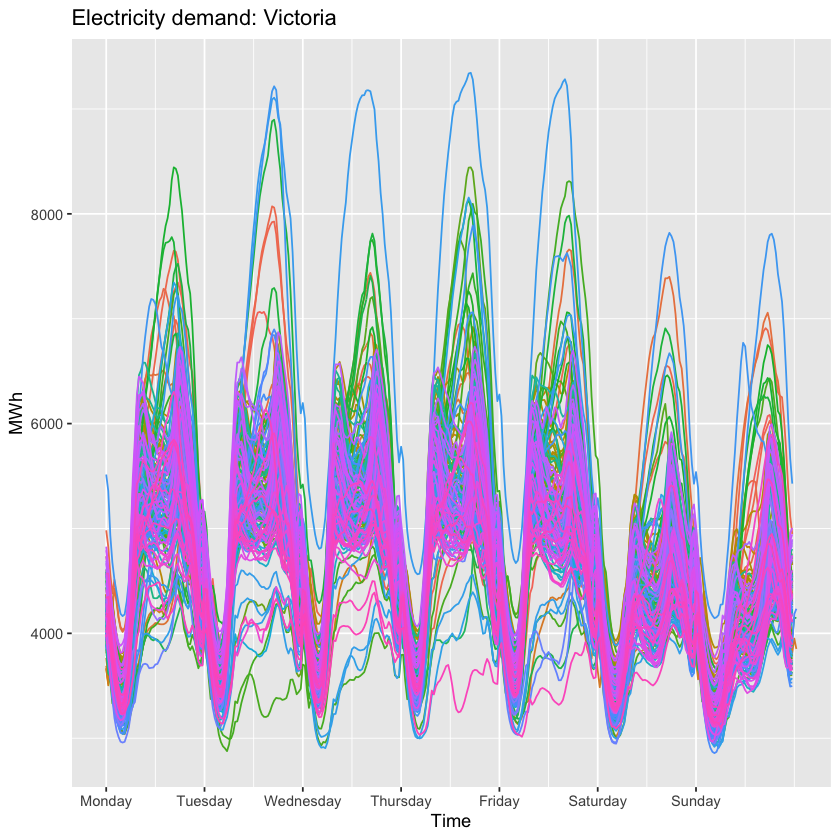 Electricity demand: Victoria
MWh
8000
6000
4000
Monday Tuesday Wednesday Thursday Friday Saturday Sunday
Time